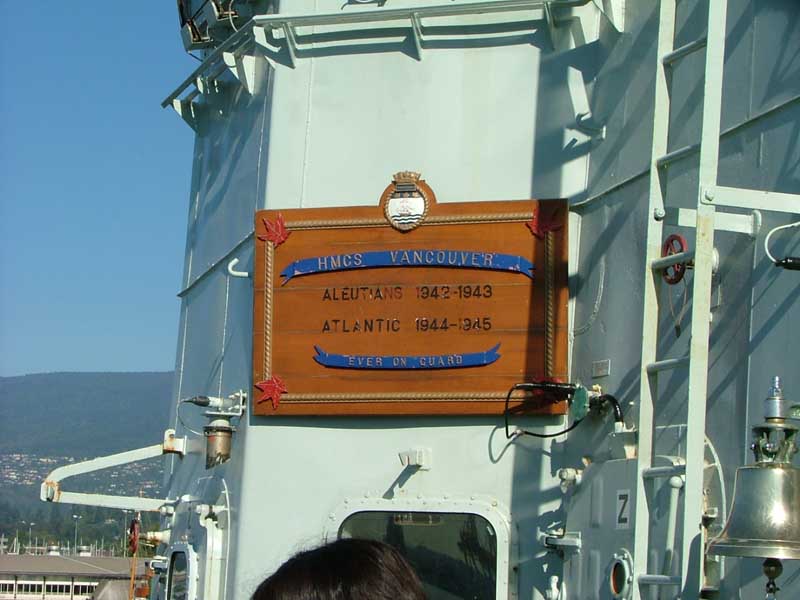 HMCS VANCOUVER
ALEUTIANS 1942-1943
ATLANTIC 1944-1945
EVER ON GUARD
Z